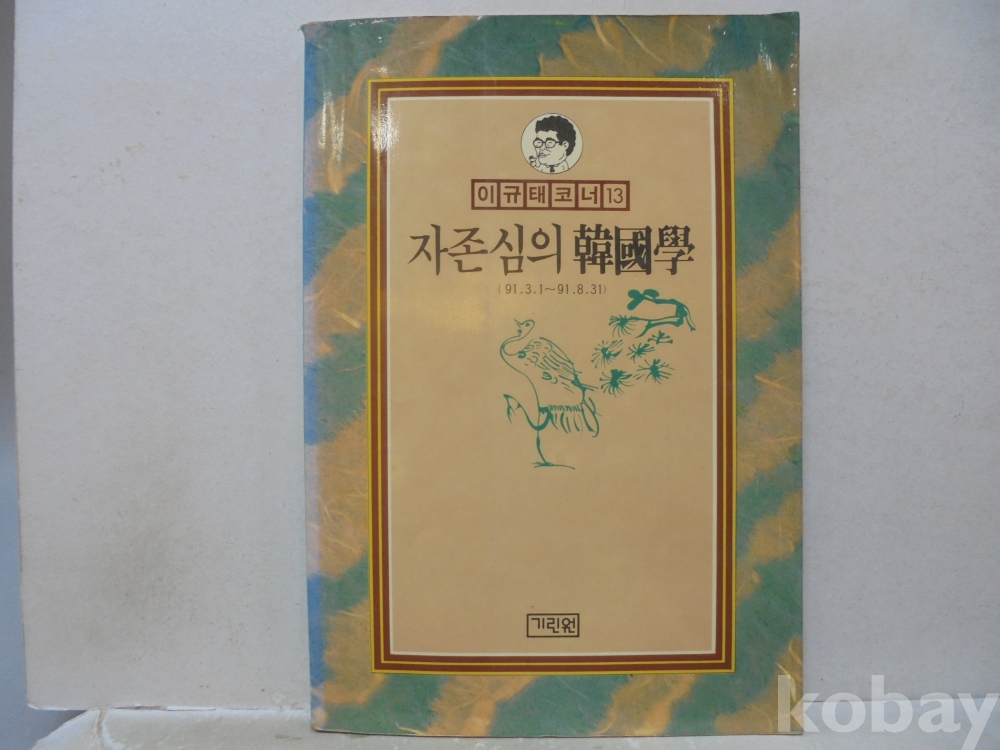 이규태코너13
자존심의 韓國學
(91.3.1~91.8.31)
기린원
kobay